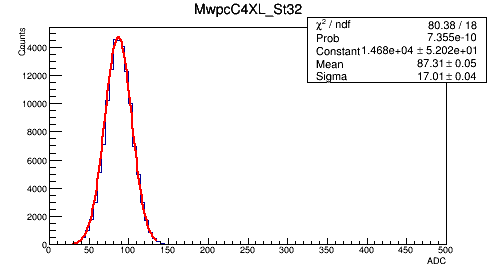 MwpcC4XL_St32
χ² / ndf 80.38 / 18
Prob 7.355e-10
Constant 1.468e+04 ± 5.202e+01
Mean 87.31 ± 0.05
Sigma 17.01 ± 0.04
Counts
14000
12000
10000
8000
6000
4000
2000
0
0 50 100 150 200 250 300 350 400 450 500
ADC